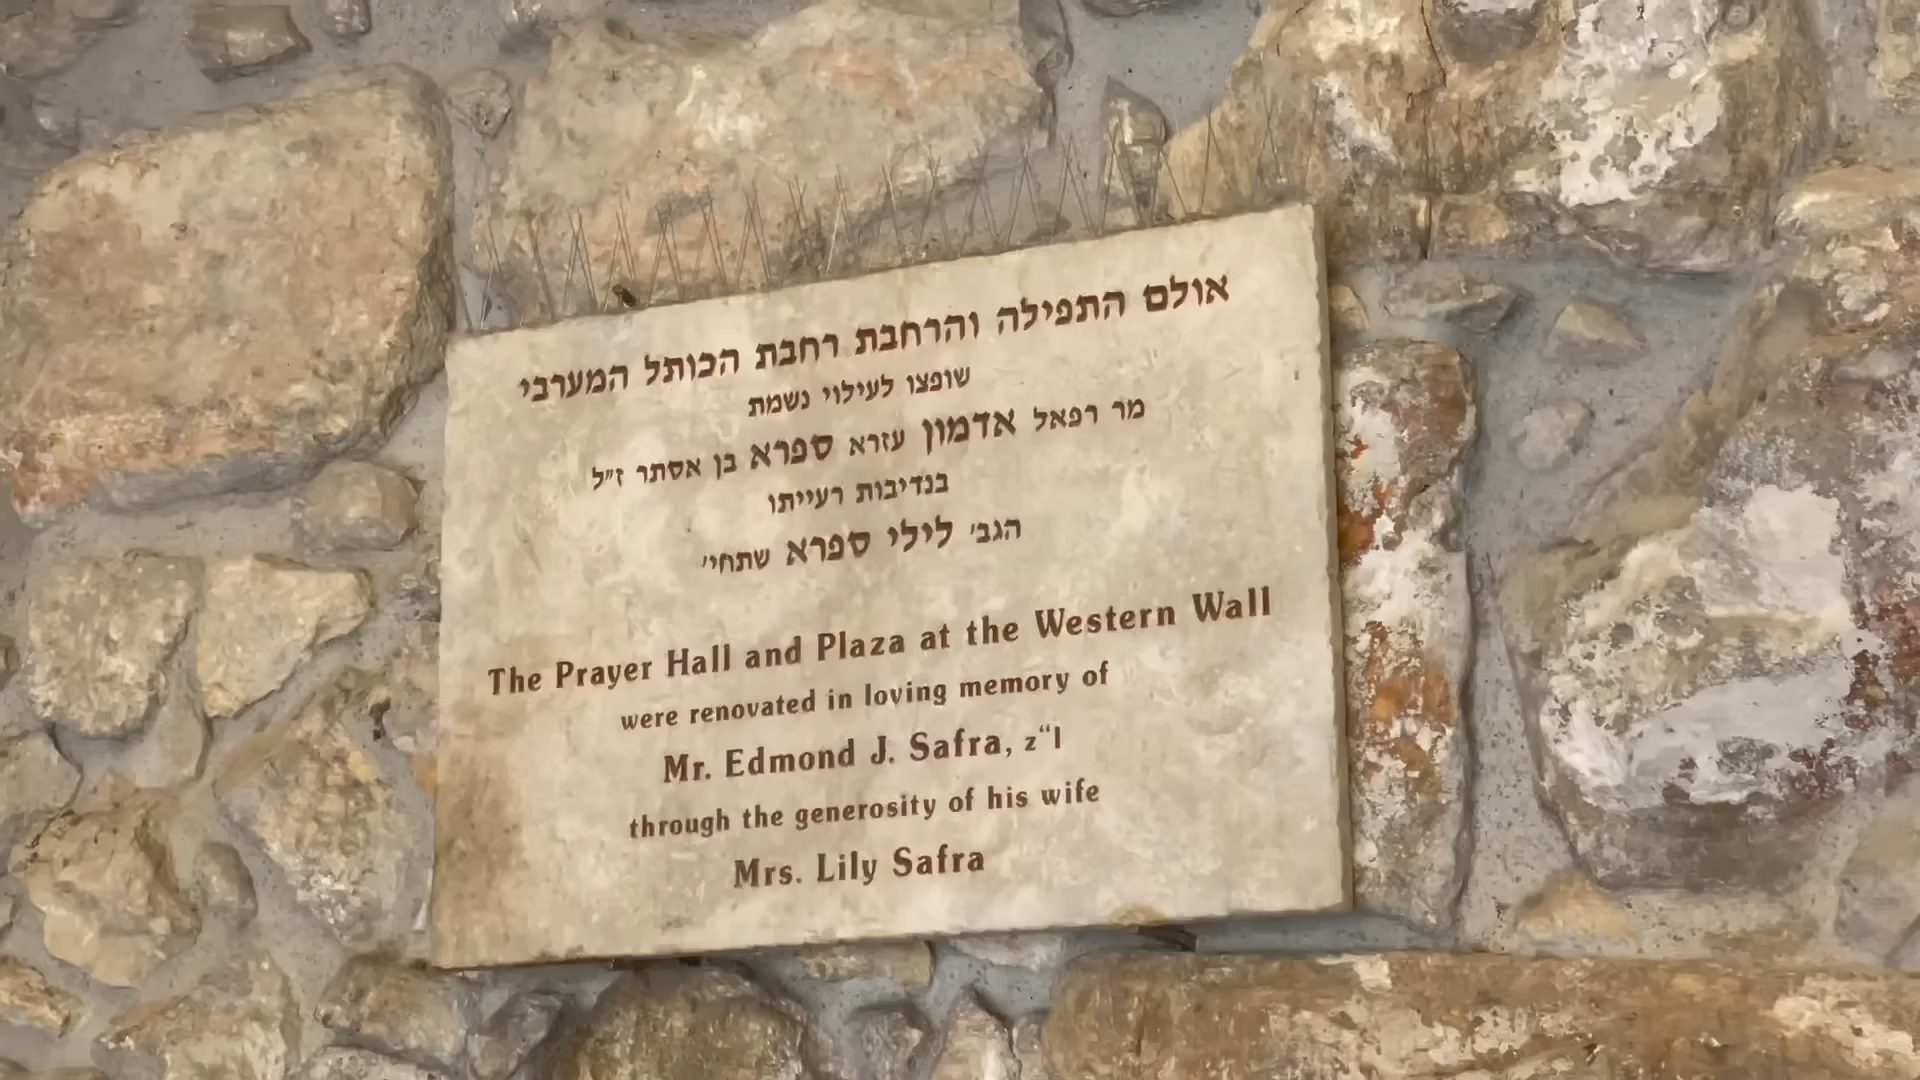 אולם התפילה והרחבת רחבת הכותל המערבי
שופצו לעילוי נשמת
מר רפאל אדמון עזרא ספרא בן אסתר ז״ל
בנדיבות רעייתו
הגב׳ לילי ספרא שתחי׳
The Prayer Hall and Plaza at the Western Wall
were renovated in loving memory of
Mr. Edmond J. Safra, z“l
through the generosity of his wife
Mrs. Lily Safra